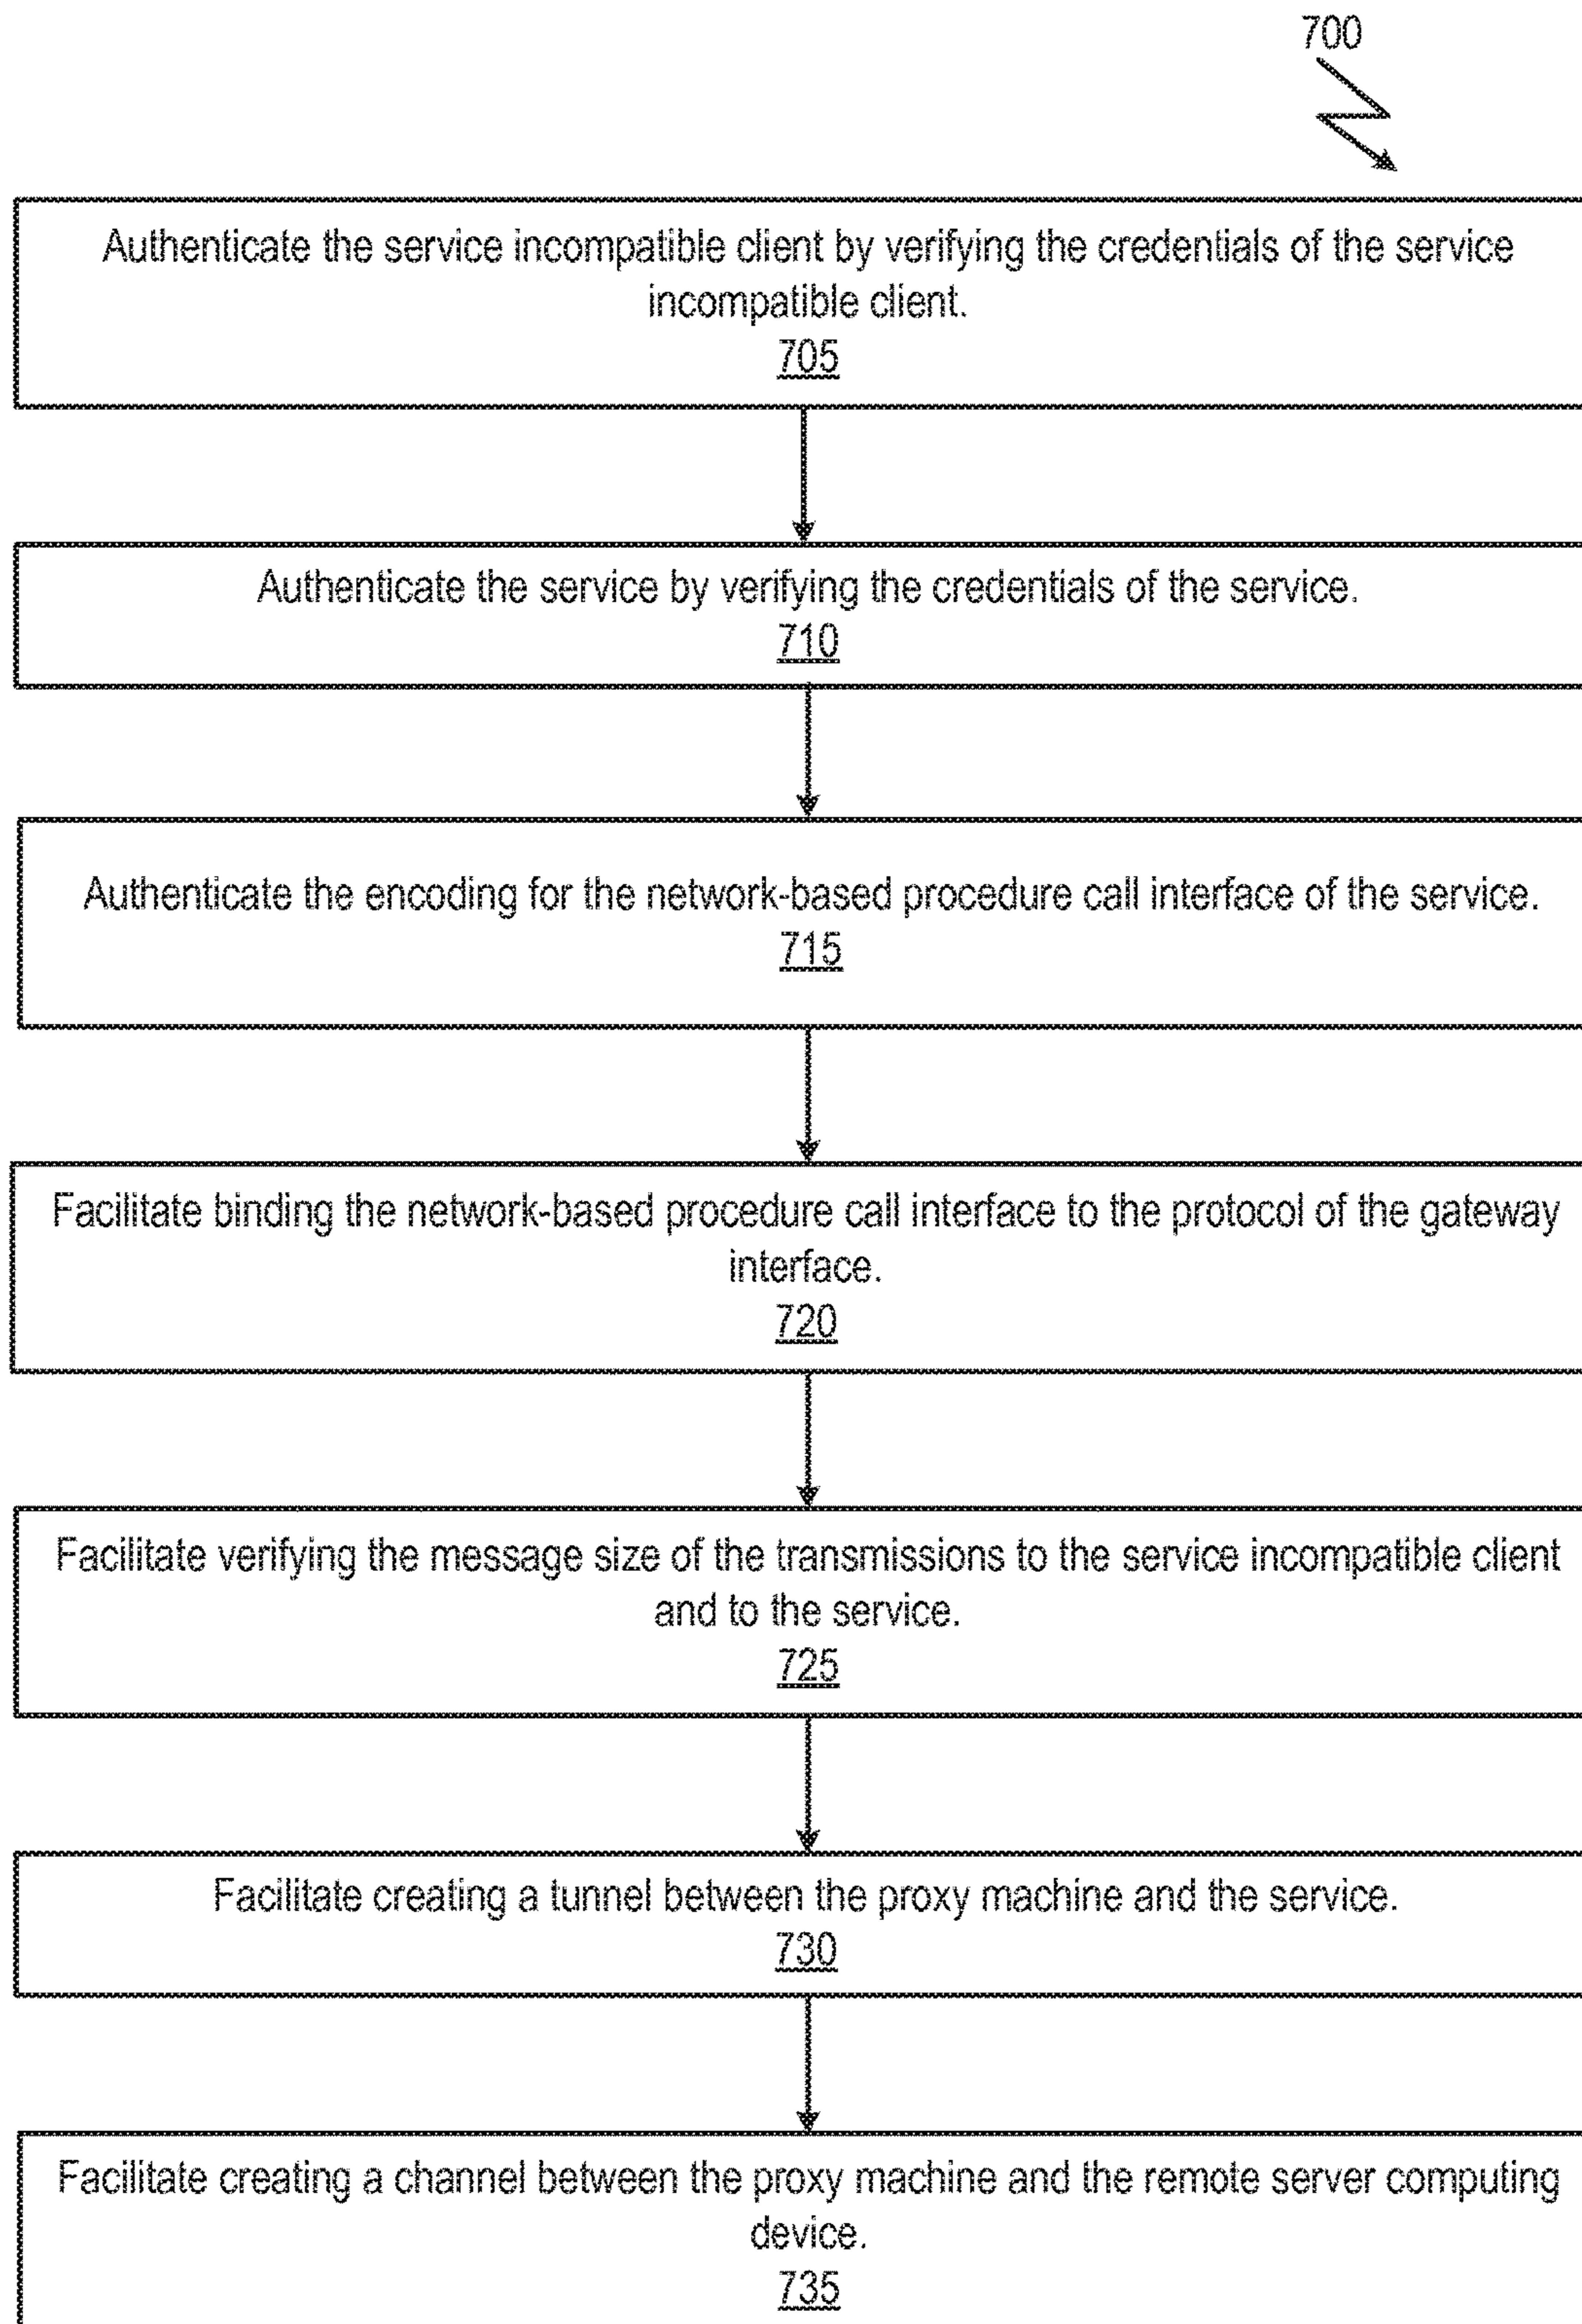 700
Authenticate the service incompatible client by verifying the credentials of the service
incompatible client.
705
Authenticate the service by verifying the credentials of the service.
710
Authenticate the encoding for the network-based procedure call interface of the service.
715
Facilitate binding the network-based procedure call interface to the protocol of the gateway
interface.
720
Facilitate verifying the message size of the transmissions to the service incompatible client
and to the service.
725
Facilitate creating a tunnel between the proxy machine and the service.
730
Facilitate creating a channel between the proxy machine and the remote server computing
device.
735